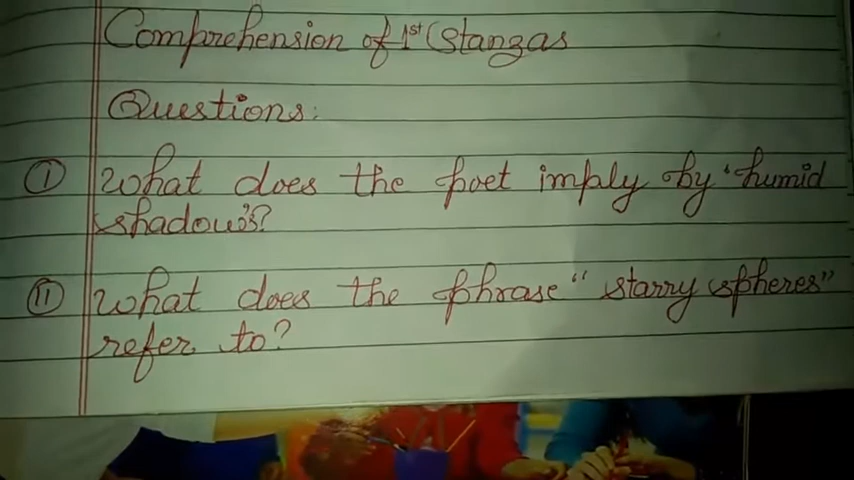 Comprehension of 1st Stanzas
Questions:
(i) What does the poet imply by 'humid
shadows'?
(ii) What does the phrase "starry spheres"
refer to?